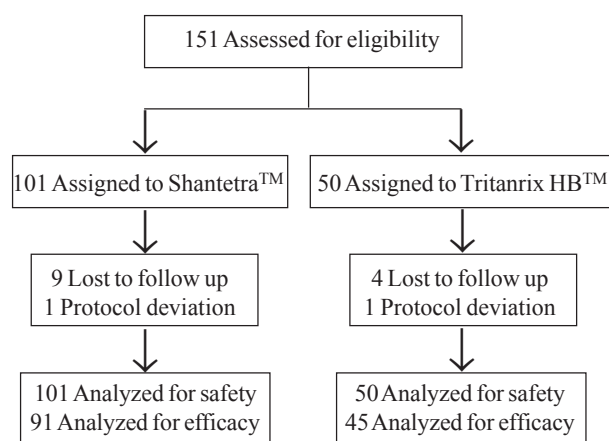 151 Assessed for eligibility
101 Assigned to Shantetra™
50 Assigned to Tritanrix HB™
9 Lost to follow up
1 Protocol deviation
4 Lost to follow up
1 Protocol deviation
101 Analyzed for safety
91 Analyzed for efficacy
50 Analyzed for safety
45 Analyzed for efficacy